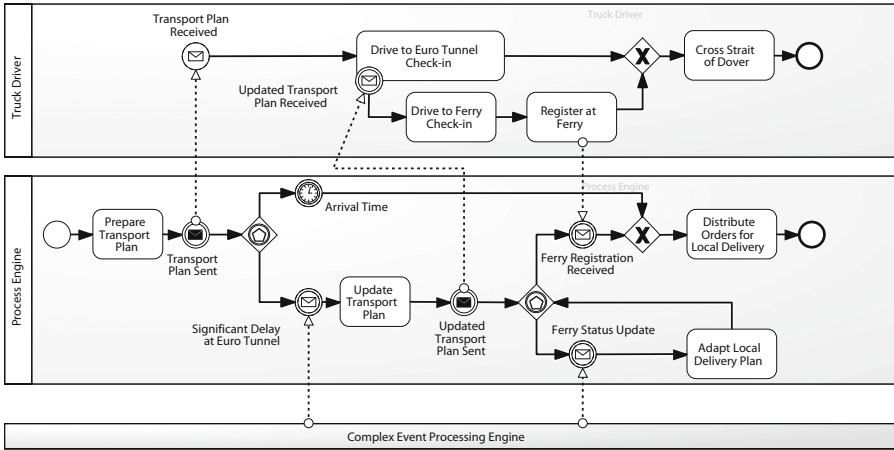 Truck Driver
Truck Driver
Transport Plan
Received
Drive to Euro Tunnel
Check-in
Updated Transport
Plan Received
Drive to Ferry
Check-in
Register at
Ferry
Cross Strait
of Dover
Process Engine
Process Engine
Prepare
Transport
Plan
Transport
Plan Sent
Arrival Time
Significant Delay
at Euro Tunnel
Update
Transport
Plan
Updated
Transport
Plan Sent
Ferry Registration
Received
Distribute
Orders for
Local Delivery
Ferry Status Update
Adapt Local
Delivery Plan
Complex Event Processing Engine